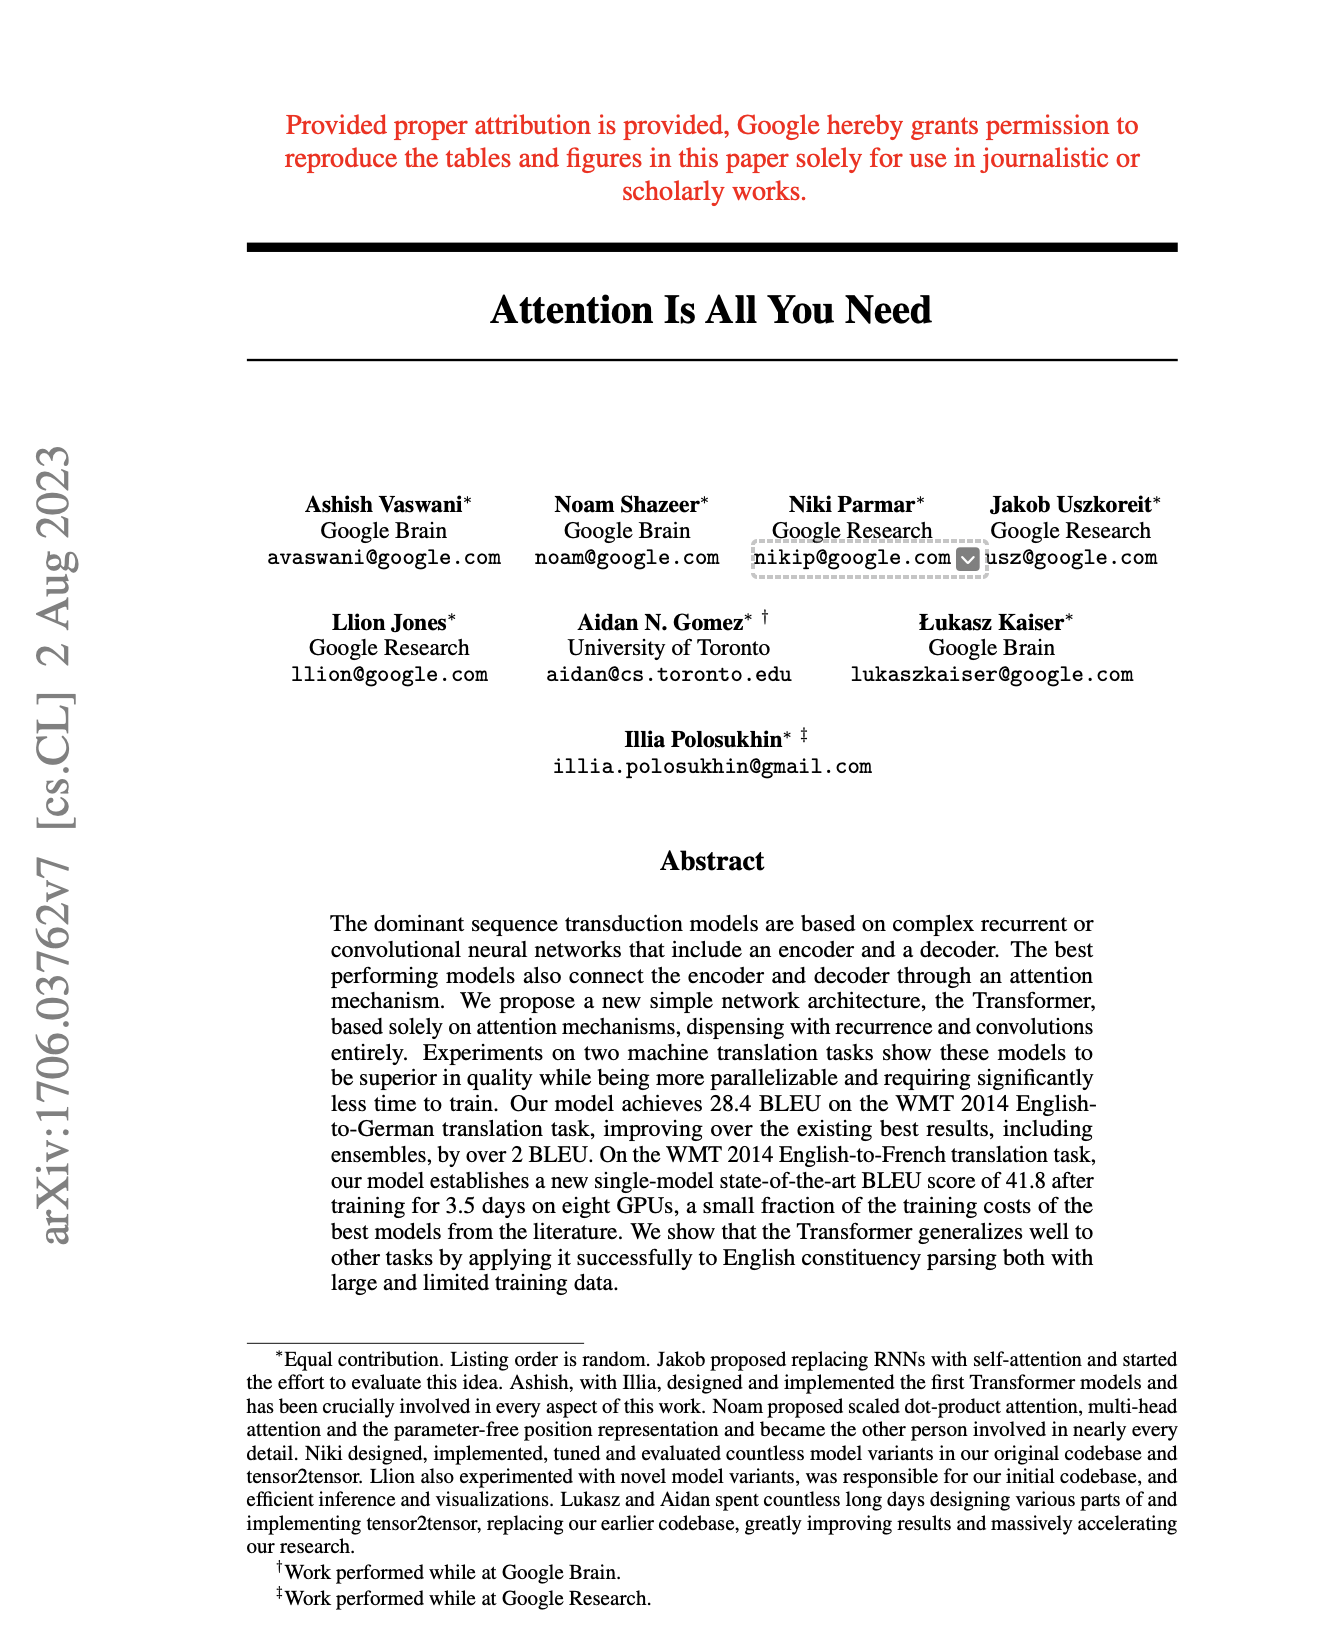 Provided proper attribution is provided, Google hereby grants permission to
reproduce the tables and figures in this paper solely for use in journalistic or
scholarly works.
Attention Is All You Need
Ashish Vaswani* Noam Shazeer* Niki Parmar* Jakob Uszkoreit*
Google Brain Google Brain Google Research Google Research
avaswani@google.com noam@google.com nikip@google.com usz@google.com
Llion Jones* Aidan N. Gomez* † Łukasz Kaiser*
Google Research University of Toronto Google Brain
llion@google.com aidan@cs.toronto.edu lukaszkaiser@google.com
Illia Polosukhin* ‡
illia.polosukhin@gmail.com
Abstract
The dominant sequence transduction models are based on complex recurrent or
convolutional neural networks that include an encoder and a decoder. The best
performing models also connect the encoder and decoder through an attention
mechanism. We propose a new simple network architecture, the Transformer,
based solely on attention mechanisms, dispensing with recurrence and convolutions
entirely. Experiments on two machine translation tasks show these models to
be superior in quality while being more parallelizable and requiring significantly
less time to train. Our model achieves 28.4 BLEU on the WMT 2014 English-
to-German translation task, improving over the existing best results, including
ensembles, by over 2 BLEU. On the WMT 2014 English-to-French translation task,
our model establishes a new single-model state-of-the-art BLEU score of 41.8 after
training for 3.5 days on eight GPUs, a small fraction of the training costs of the
best models from the literature. We show that the Transformer generalizes well to
other tasks by applying it successfully to English constituency parsing both with
large and limited training data.
*Equal contribution. Listing order is random. Jakob proposed replacing RNNs with self-attention and started
the effort to evaluate this idea. Ashish, with Illia, designed and implemented the first Transformer models and
has been crucially involved in every aspect of this work. Noam proposed scaled dot-product attention, multi-head
attention and the parameter-free position representation and became the other person involved in nearly every
detail. Niki designed, implemented, tuned and evaluated countless model variants in our original codebase and
tensor2tensor. Llion also experimented with novel model variants, was responsible for our initial codebase, and
efficient inference and visualizations. Lukasz and Aidan spent countless long days designing various parts of and
implementing tensor2tensor, replacing our earlier codebase, greatly improving results and massively accelerating
our research.
†Work performed while at Google Brain.
‡Work performed while at Google Research.
arXiv:1706.03762v7 [cs.CL] 2 Aug 2023